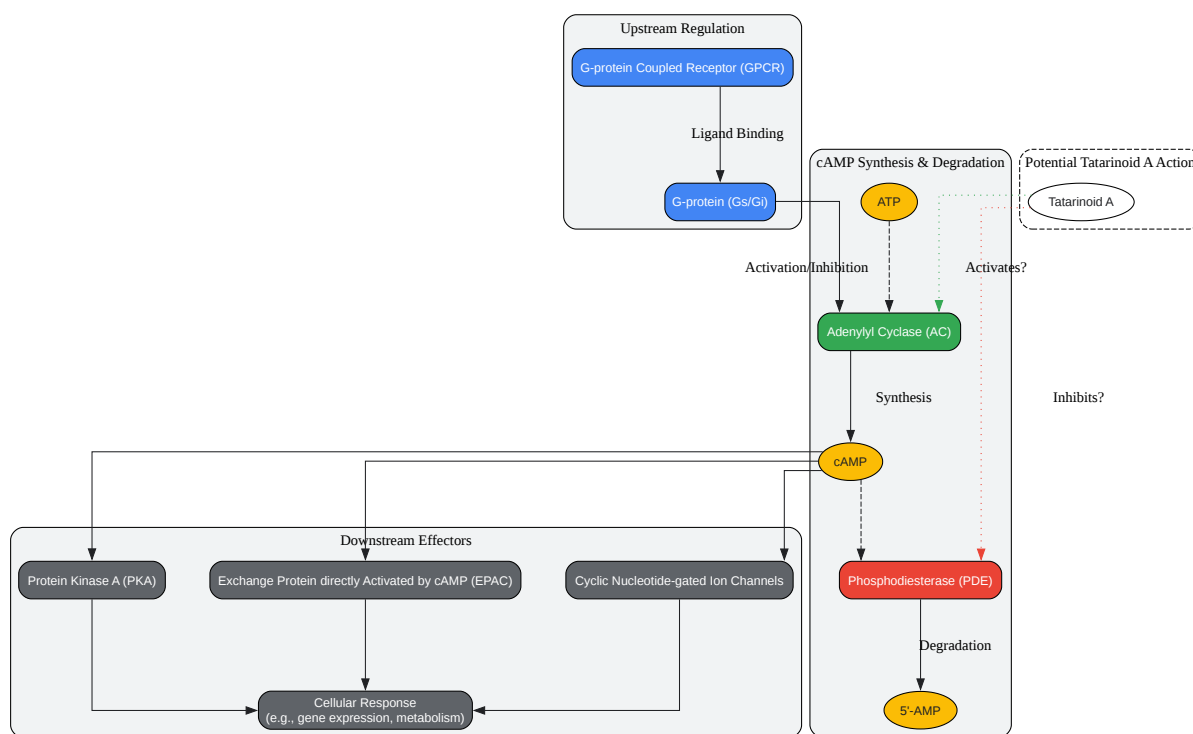 Upstream Regulation
G-protein Coupled Receptor (GPCR)
Ligand Binding
cAMP Synthesis & Degradation
Potential Tatarinoid A Action
G-protein (Gs/Gi)
ATP
Tatarinoid A
Activation/Inhibition
Activates?
Adenylyl Cyclase (AC)
Synthesis
Inhibits?
cAMP
Downstream Effectors
Protein Kinase A (PKA)
Exchange Protein directly Activated by cAMP (EPAC)
Cyclic Nucleotide-gated Ion Channels
Phosphodiesterase (PDE)
Degradation
Cellular Response
(e.g., gene expression, metabolism)
5'-AMP